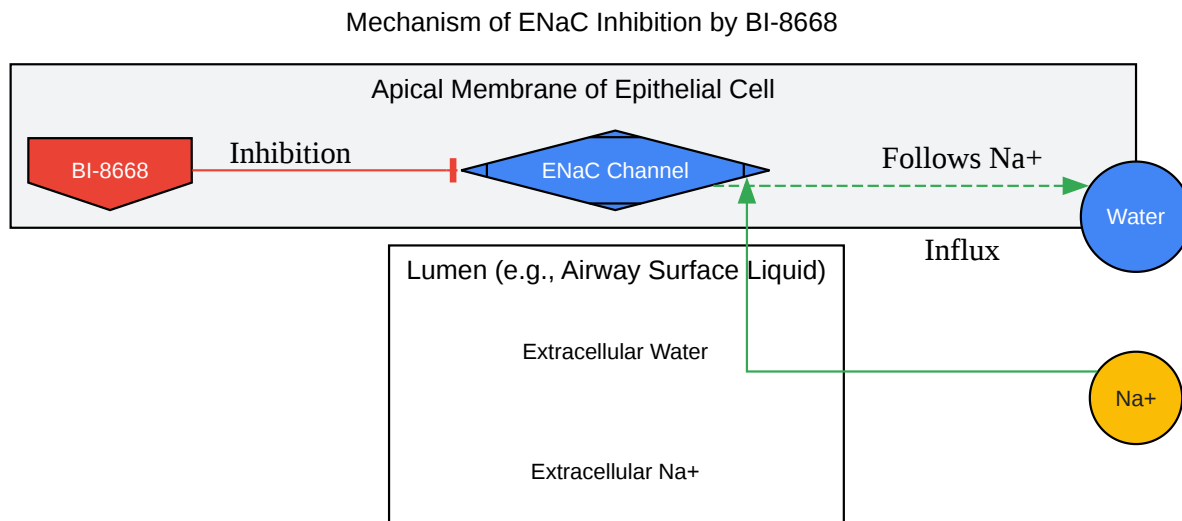 Mechanism of ENaC Inhibition by BI-8668
Apical Membrane of Epithelial Cell
BI-8668
Inhibition
ENaC Channel
Follows Na+
Water
Influx
Lumen (e.g., Airway Surface Liquid)
Extracellular Water
Na+
Extracellular Na+